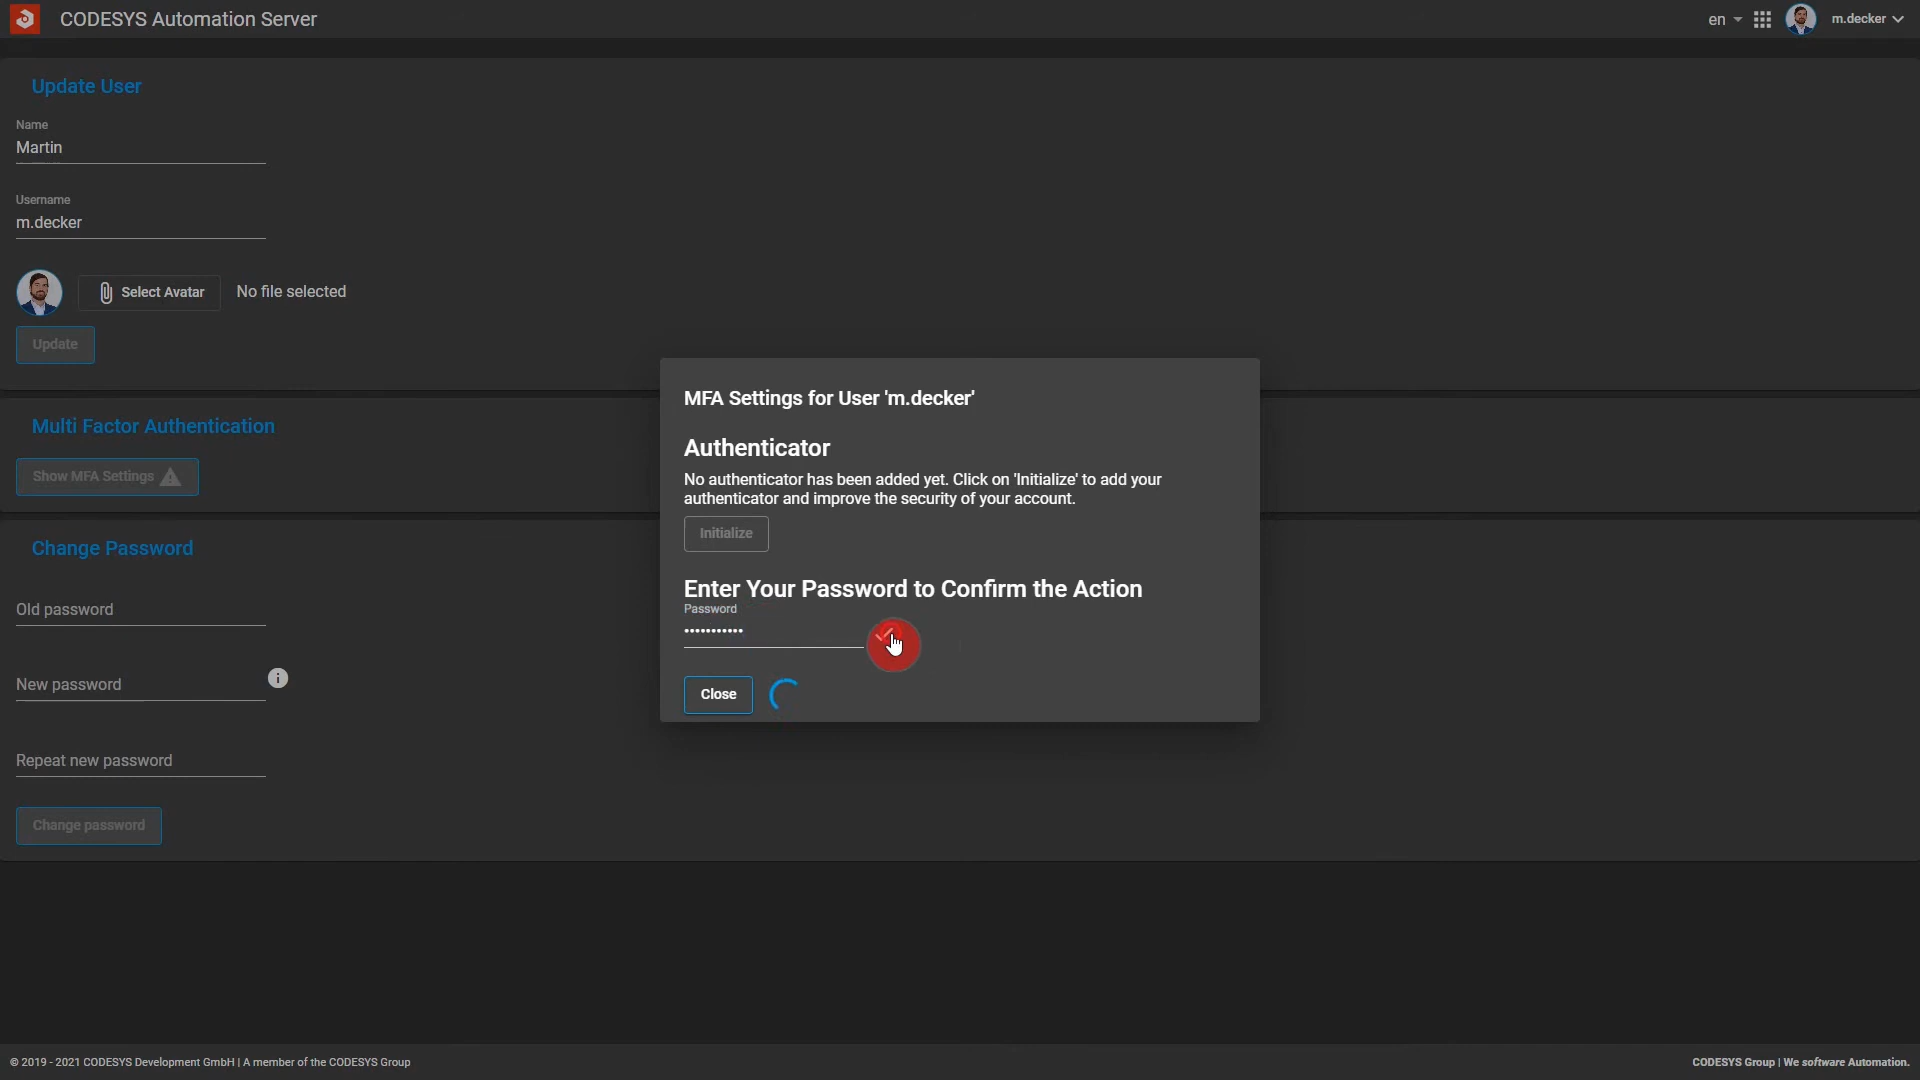 CODESYS Automation Server
en
m.decker
Update User
Name
Martin
Username
m.decker
Select Avatar
No file selected
Update
MFA Settings for User 'm.decker'
Multi Factor Authentication
Show MFA Settings
Authenticator
No authenticator has been added yet. Click on 'Initialize' to add your
authenticator and improve the security of your account.
Initialize
Enter Your Password to Confirm the Action
Password
•••••••••••
Close
Change Password
Old password
New password
Repeat new password
Change password
© 2019 - 2021 CODESYS Development GmbH | A member of the CODESYS Group
CODESYS Group | We software Automation.